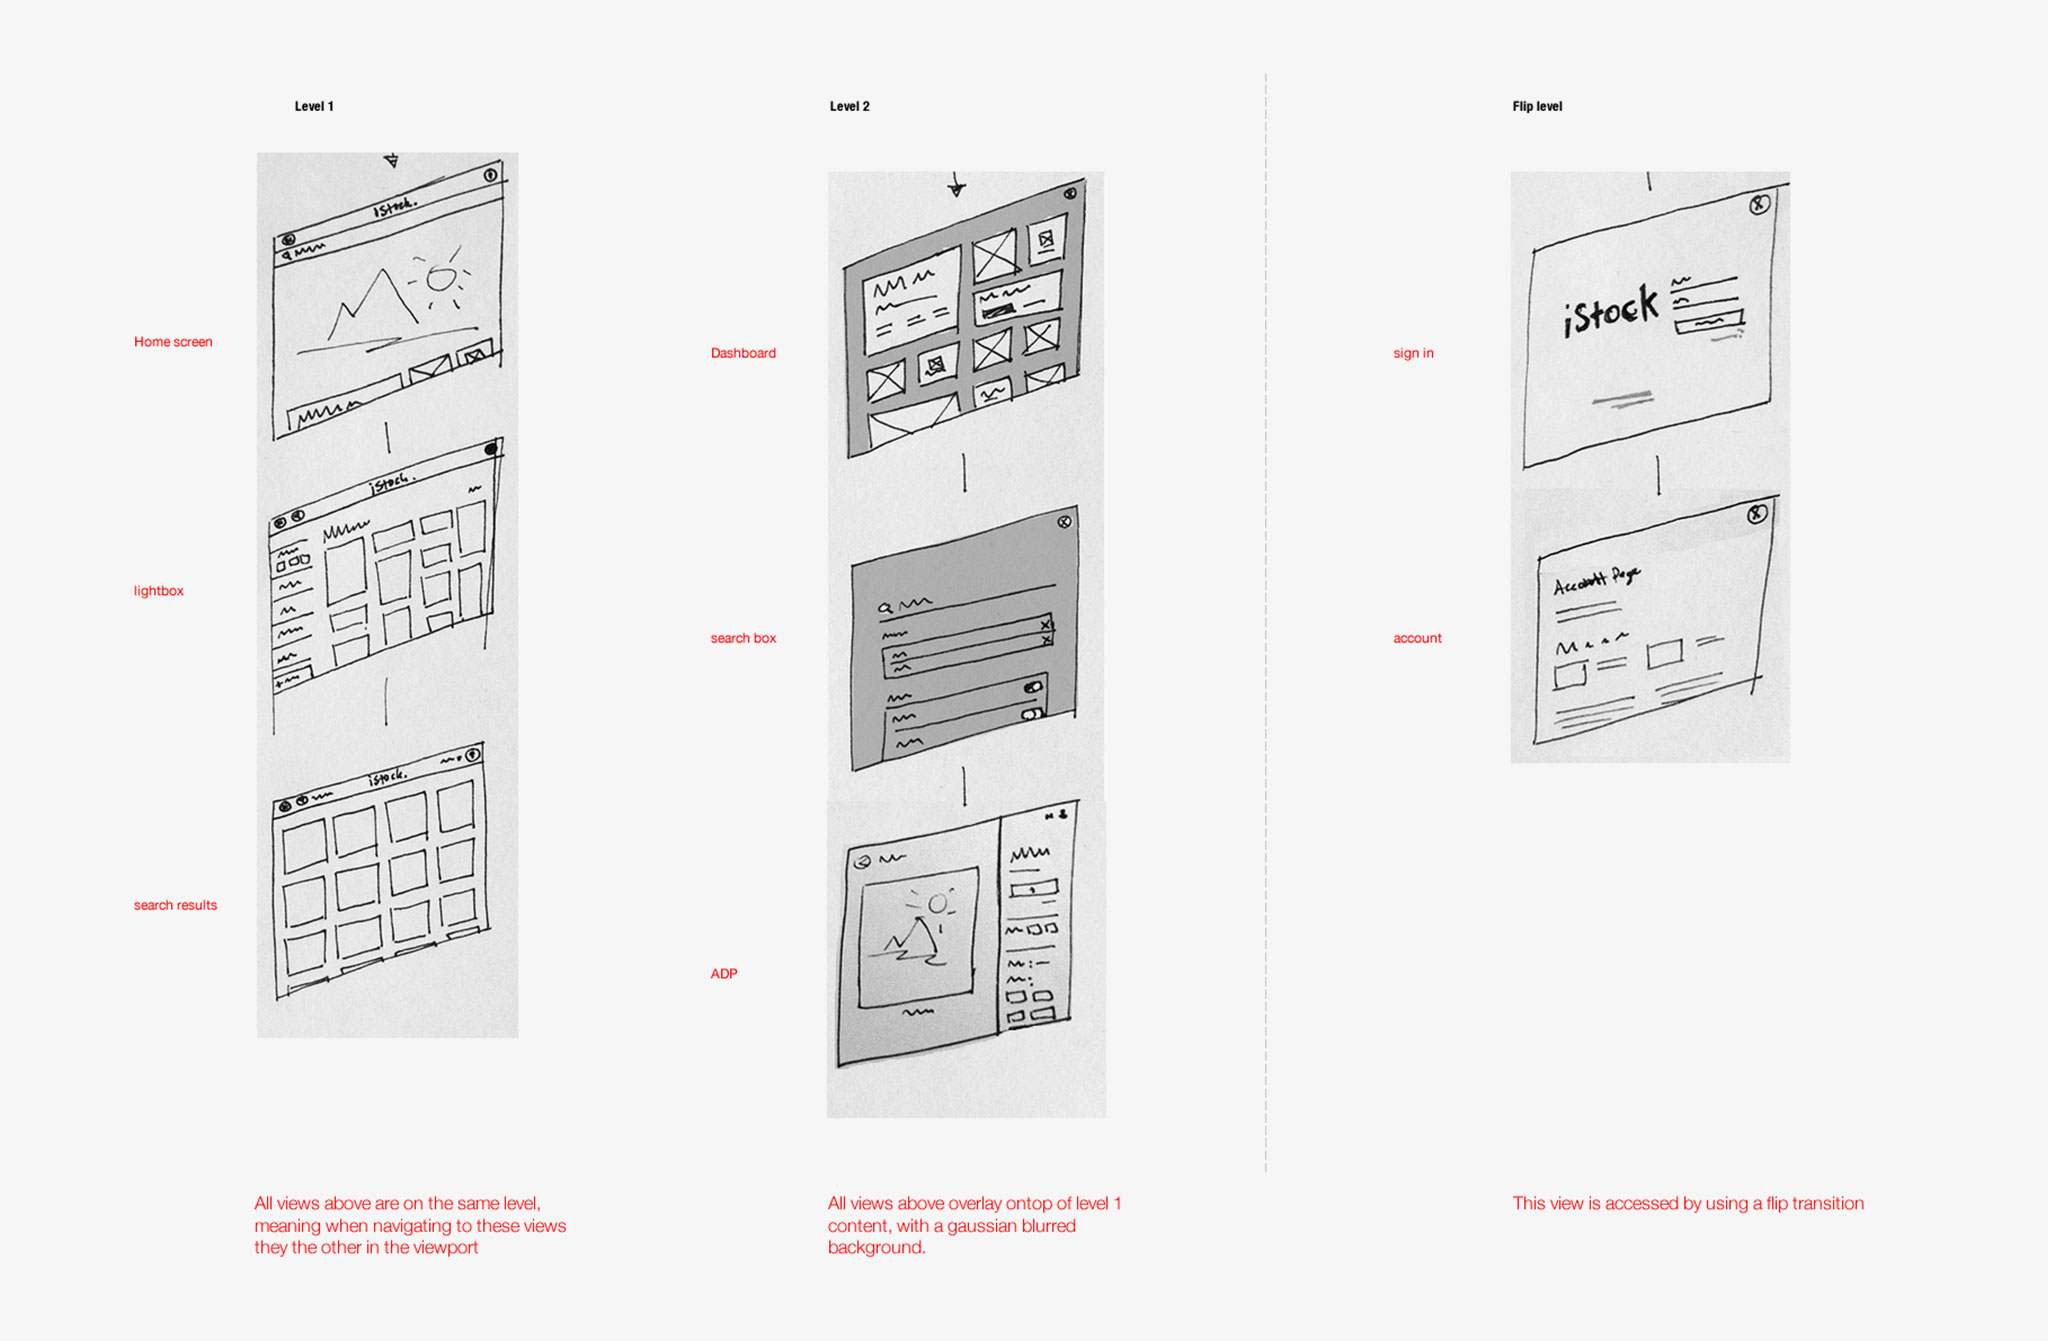 Level 1
Level 2
Flip level
iStock.
Home screen
iStock.
lightbox
iStock.
search results
Dashboard
search box
ADP
iStock
sign in
Account Page
account
All views above are on the same level,
meaning when navigating to these views
they the other in the viewport
All views above overlay ontop of level 1
content, with a gaussian blurred
background.
This view is accessed by using a flip transition